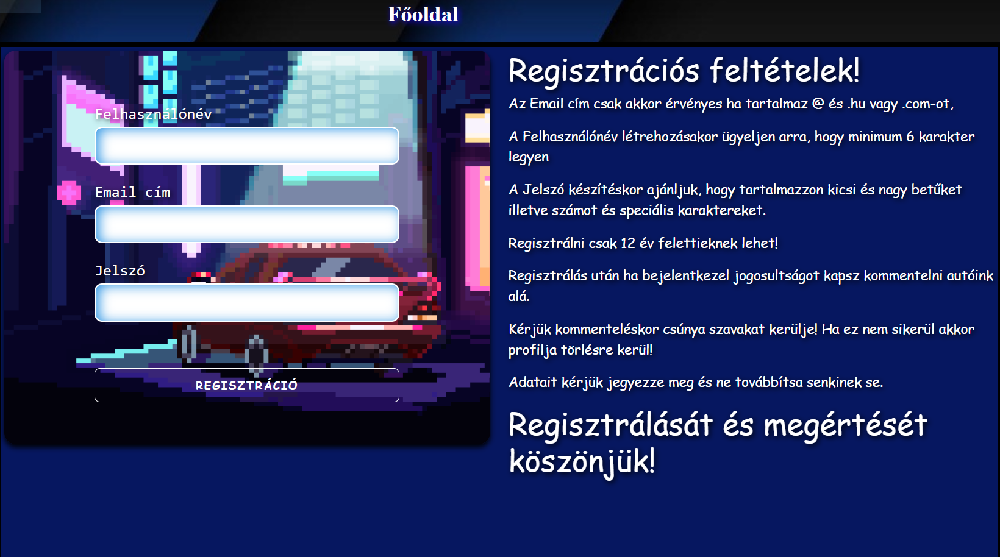 Főoldal
Felhasználónév
Email cím
Jelszó
REGISZTRÁCIÓ
Regisztrációs feltételek!
Az Email cím csak akkor érvényes ha tartalmaz @ és .hu vagy .com-ot,
A Felhasználónév létrehozásakor ügyeljen arra, hogy minimum 6 karakter
legyen
A Jelszó készítéskor ajánljuk, hogy tartalmazzon kicsi és nagy betűket
illetve számot és speciális karaktereket.
Regisztrálni csak 12 év felettieknek lehet!
Regisztrálás után ha bejelentkezel jogosultságot kapsz kommentelni autóink
alá.
Kérjük kommenteléskor csúnya szavakat kerülje! Ha ez nem sikerül akkor
profilja törlésre kerül!
Adatait kérjük jegyezze meg és ne továbbítsa senkinek se.
Regisztrálását és megértését
köszönjük!